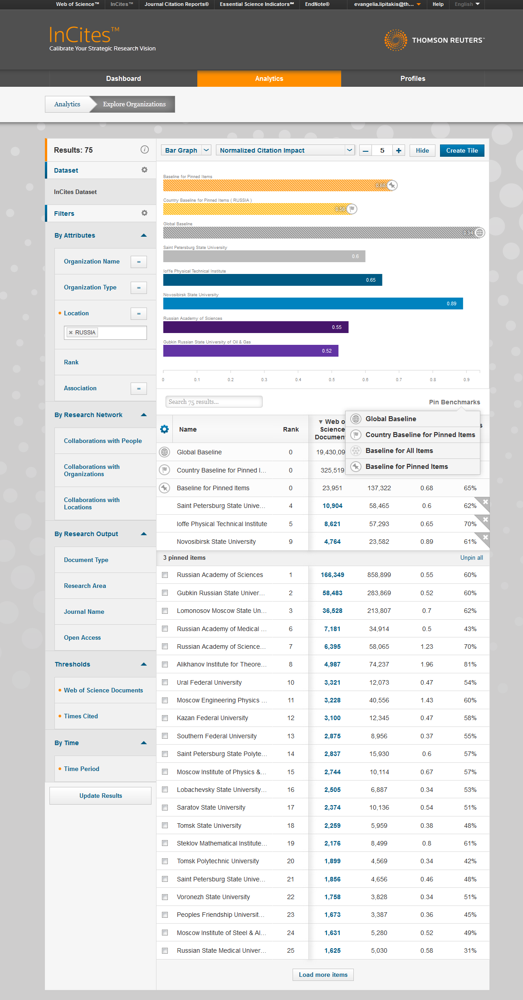 Web of Science™ InCites™ Journal Citation Reports® Essential Science Indicators℠ EndNote® evangelia.lipitakis@th... Help English
InCites™
Calibrate Your Strategic Research Vision
THOMSON REUTERS™
Dashboard Analytics Profiles
Analytics Explore Organizations
Results: 75
Dataset
InCites Dataset
Filters
By Attributes
Organization Name =
Organization Type =
Location =
RUSSIA
Rank
Association =
By Research Network
Collaborations with People
Collaborations with
Organizations
Collaborations with
Locations
By Research Output
Document Type
Research Area
Journal Name
Open Access
Thresholds
Web of Science Documents
Times Cited
By Time
Time Period
Update Results
Bar Graph Normalized Citation Impact – 5 + Hide Create Tile
Baseline for Pinned Items
0.68
Country Baseline for Pinned Items ( RUSSIA )
0.56
Global Baseline
0.94
Saint Petersburg State University
0.6
Ioffe Physical Technical Institute
0.65
Novosibirsk State University
0.89
Russian Academy of Sciences
0.55
Gubkin Russian State University of Oil & Gas
0.52
0 0.1 0.2 0.3 0.4 0.5 0.6 0.7 0.8 0.9
Search 75 results... Pin Benchmarks
Global Baseline
Country Baseline for Pinned Items
Baseline for All Items
Baseline for Pinned Items
Name Rank ▼ Web o
Science
Documen s
Global Baseline 0 19,430,09
Country Baseline for Pinned I... 0 325,519
Baseline for Pinned Items 0 23,951 137,322 0.68 65%
Saint Petersburg State Unive... 4 10,904 58,465 0.6 62%
Ioffe Physical Technical Institute 5 8,621 57,293 0.65 70%
Novosibirsk State University 9 4,764 23,582 0.89 61%
3 pinned items Unpin all
Russian Academy of Sciences 1 166,349 858,899 0.55 60%
Gubkin Russian State Univer... 2 58,483 283,869 0.52 60%
Lomonosov Moscow State Un... 3 36,528 213,807 0.7 62%
Russian Academy of Medical ... 6 7,181 34,914 0.5 43%
Russian Academy of Science... 7 6,395 58,065 1.23 70%
Alikhanov Institute for Theore... 8 4,987 74,237 1.96 81%
Ural Federal University 10 3,321 12,073 0.47 54%
Moscow Engineering Physics ... 11 3,228 40,556 1.43 60%
Kazan Federal University 12 3,100 12,345 0.47 58%
Southern Federal University 13 2,875 8,956 0.37 55%
Saint Petersburg State Polyte... 14 2,837 15,930 0.6 57%
Moscow Institute of Physics &... 15 2,744 10,114 0.67 57%
Lobachevsky State University... 16 2,505 6,887 0.34 53%
Saratov State University 17 2,374 10,136 0.54 51%
Tomsk State University 18 2,259 5,959 0.38 48%
Steklov Mathematical Institute... 19 2,176 8,499 0.8 61%
Tomsk Polytechnic University 20 1,899 4,569 0.34 42%
Saint Petersburg State Unive... 21 1,856 4,656 0.46 48%
Voronezh State University 22 1,758 3,828 0.34 51%
Peoples Friendship Universit... 23 1,673 3,387 0.36 45%
Moscow Institute of Steel & Al... 24 1,631 5,280 0.52 49%
Russian State Medical Univer... 25 1,625 5,030 0.58 31%
Load more items